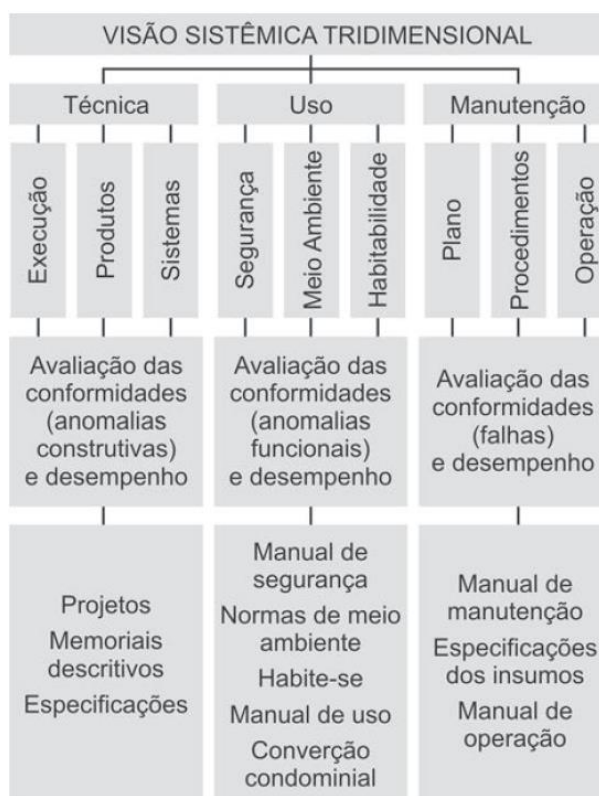 VISÃO SISTÊMICA TRIDIMENSIONAL
Técnica
Uso
Manutenção
Execução
Produtos
Sistemas
Segurança
Meio Ambiente
Habitabilidade
Plano
Procedimentos
Operação
Avaliação das
conformidades
(anomalias
construtivas)
e desempenho
Avaliação das
conformidades
(anomalias
funcionais)
e desempenho
Avaliação das
conformidades
(falhas)
e desempenho
Projetos
Memoriais
descritivos
Especificações
Manual de
segurança
Normas de meio
ambiente
Habite-se
Manual de uso
Converção
condominial
Manual de
manutenção
Especificações
dos insumos
Manual de
operação